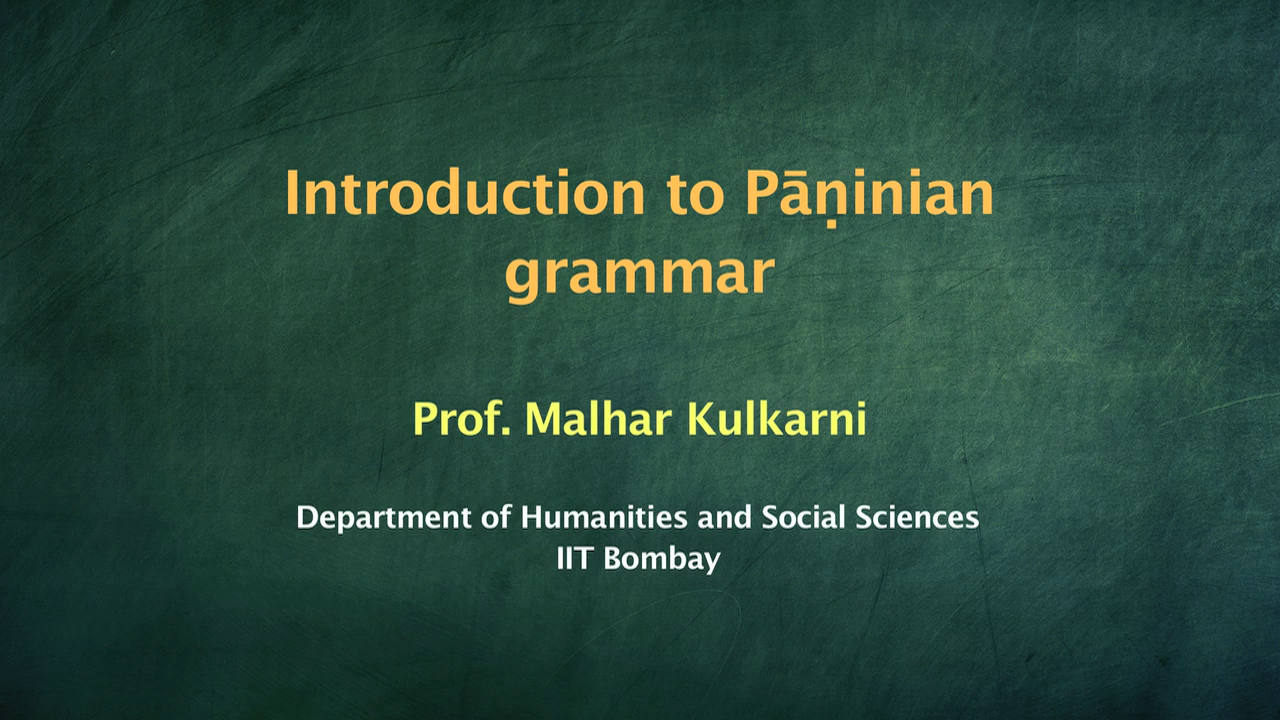 Introduction to Pāṇinian
grammar
Prof. Malhar Kulkarni
Department of Humanities and Social Sciences
IIT Bombay